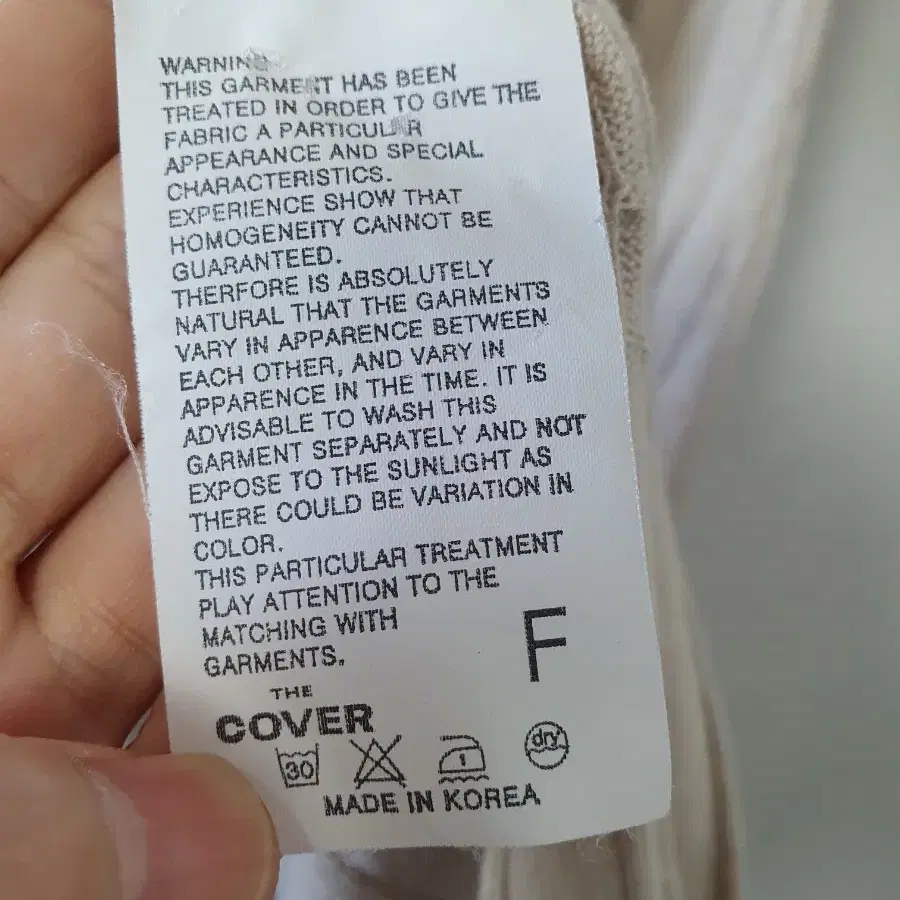 WARNING
THIS GARMENT HAS BEEN
TREATED IN ORDER TO GIVE THE
FABRIC A PARTICULAR
APPEARANCE AND SPECIAL
CHARACTERISTICS.
EXPERIENCE SHOW THAT
HOMOGENEITY CANNOT BE
GUARANTEED.
THERFORE IS ABSOLUTELY
NATURAL THAT THE GARMENTS
VARY IN APPARENCE BETWEEN
EACH OTHER, AND VARY IN
APPARENCE IN THE TIME. IT IS
ADVISABLE TO WASH THIS
GARMENT SEPARATELY AND NOT
EXPOSE TO THE SUNLIGHT AS
THERE COULD BE VARIATION IN
COLOR.
THIS PARTICULAR TREATMENT
PLAY ATTENTION TO THE
MATCHING WITH
GARMENTS.
F
THE
COVER
30 1 dry
MADE IN KOREA